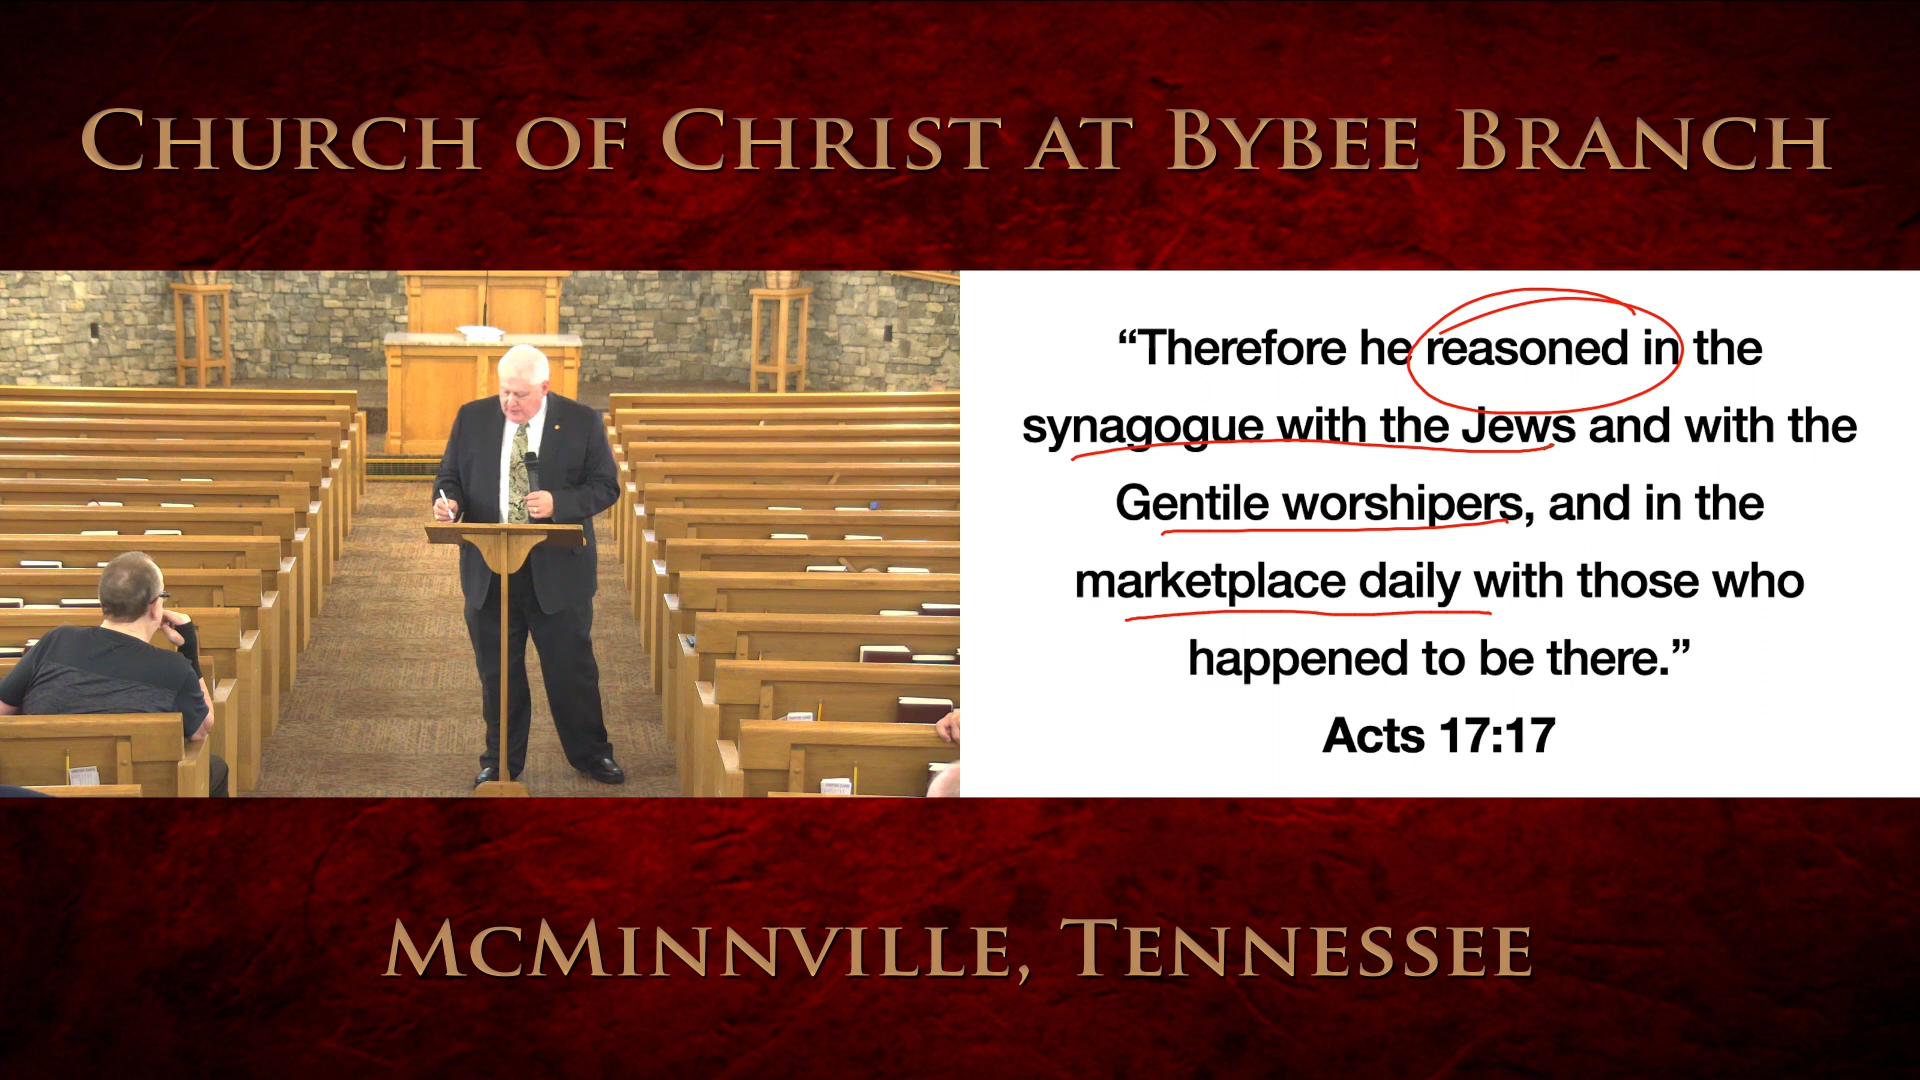 Church of Christ at Bybee Branch
“Therefore he reasoned in the
synagogue with the Jews and with the
Gentile worshipers, and in the
marketplace daily with those who
happened to be there.”
Acts 17:17
McMinnville, Tennessee